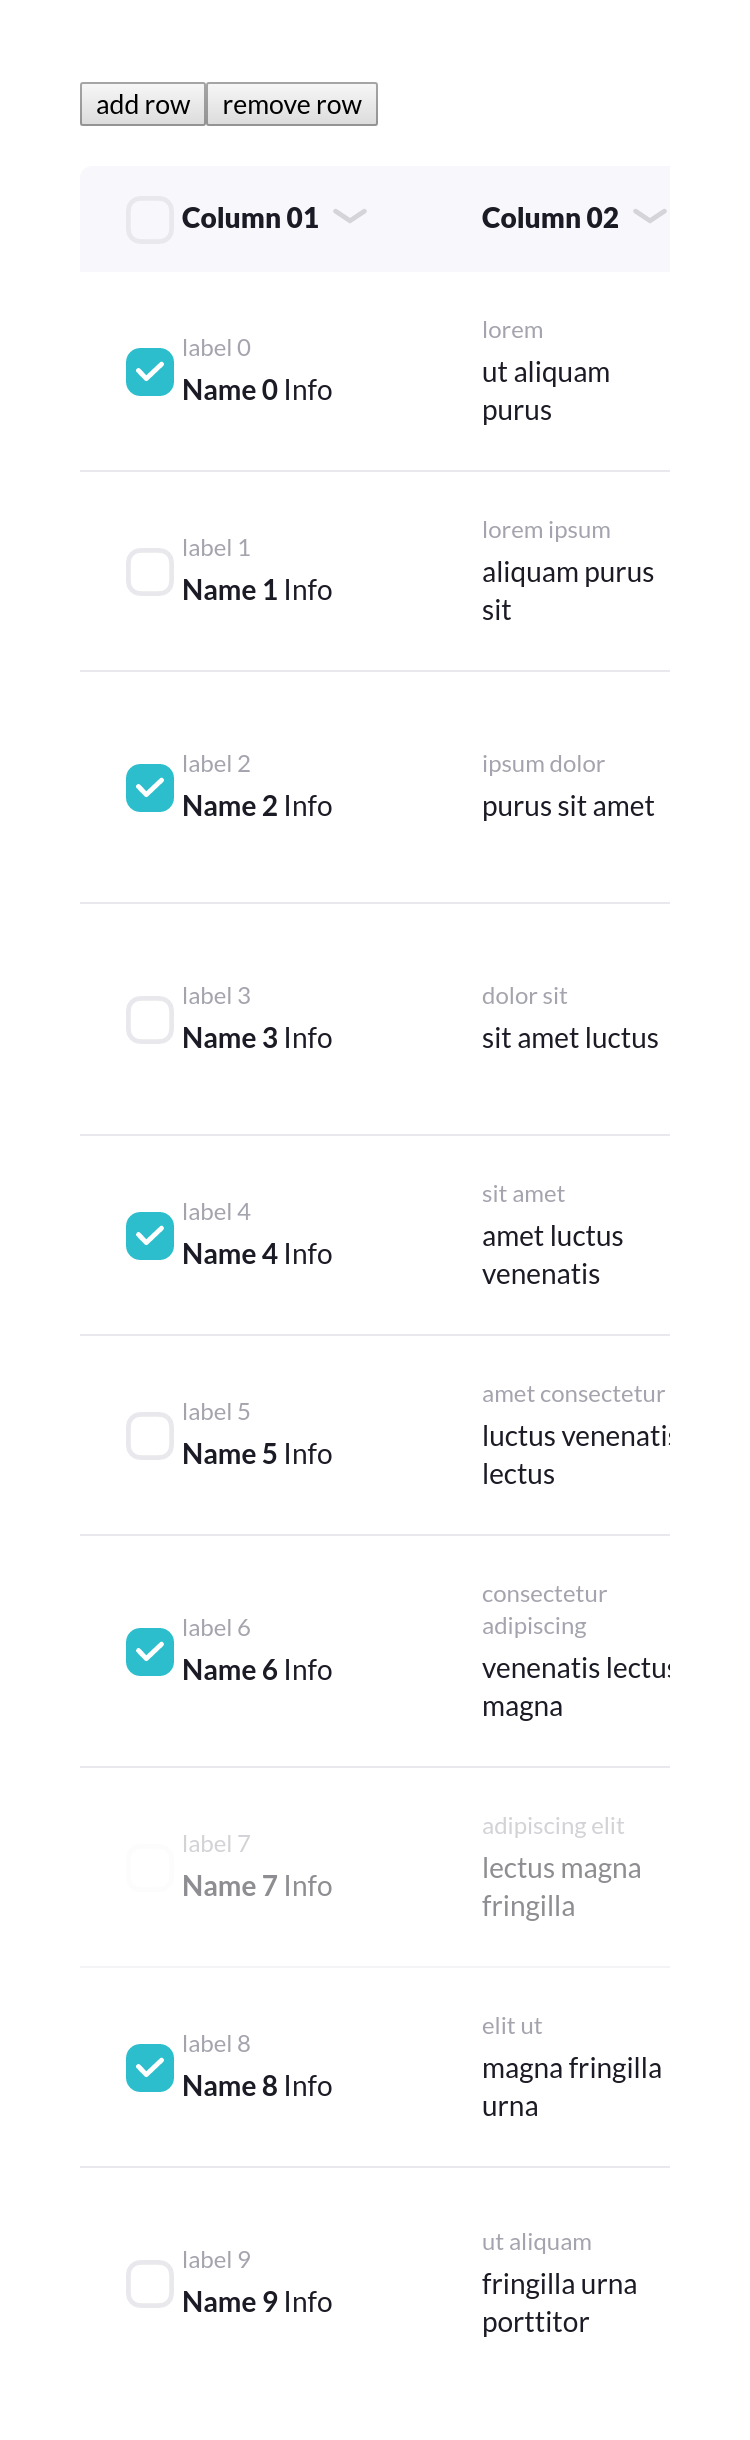 add row remove row
Column 01 Column 02
label 0
Name 0 Info
lorem
ut aliquam
purus
label 1
Name 1 Info
lorem ipsum
aliquam purus
sit
label 2
Name 2 Info
ipsum dolor
purus sit amet
label 3
Name 3 Info
dolor sit
sit amet luctus
label 4
Name 4 Info
sit amet
amet luctus
venenatis
label 5
Name 5 Info
amet consectetur
luctus venenatis
lectus
label 6
Name 6 Info
consectetur
adipiscing
venenatis lectus
magna
label 7
Name 7 Info
adipiscing elit
lectus magna
fringilla
label 8
Name 8 Info
elit ut
magna fringilla
urna
label 9
Name 9 Info
ut aliquam
fringilla urna
porttitor